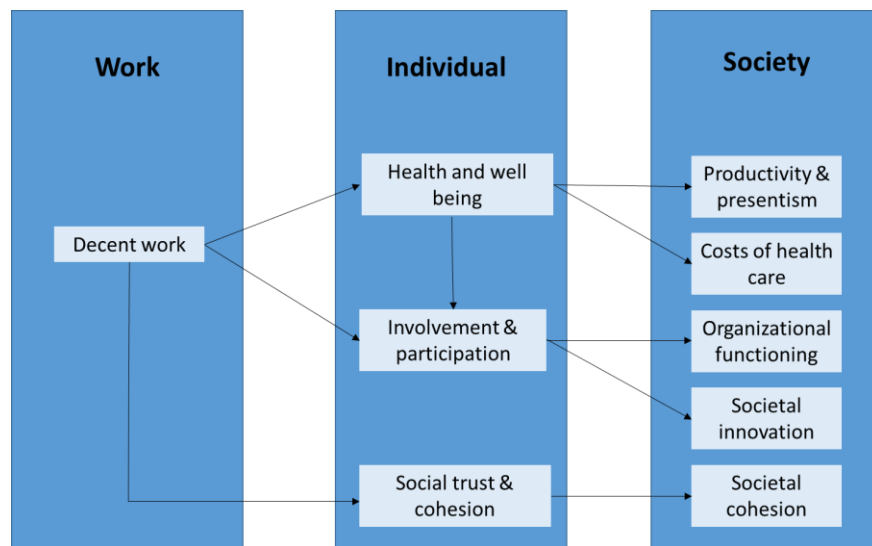 Work
Decent work
Individual
Health and well
being
Involvement &
participation
Social trust &
cohesion
Society
Productivity &
presentism
Costs of health
care
Organizational
functioning
Societal
innovation
Societal
cohesion